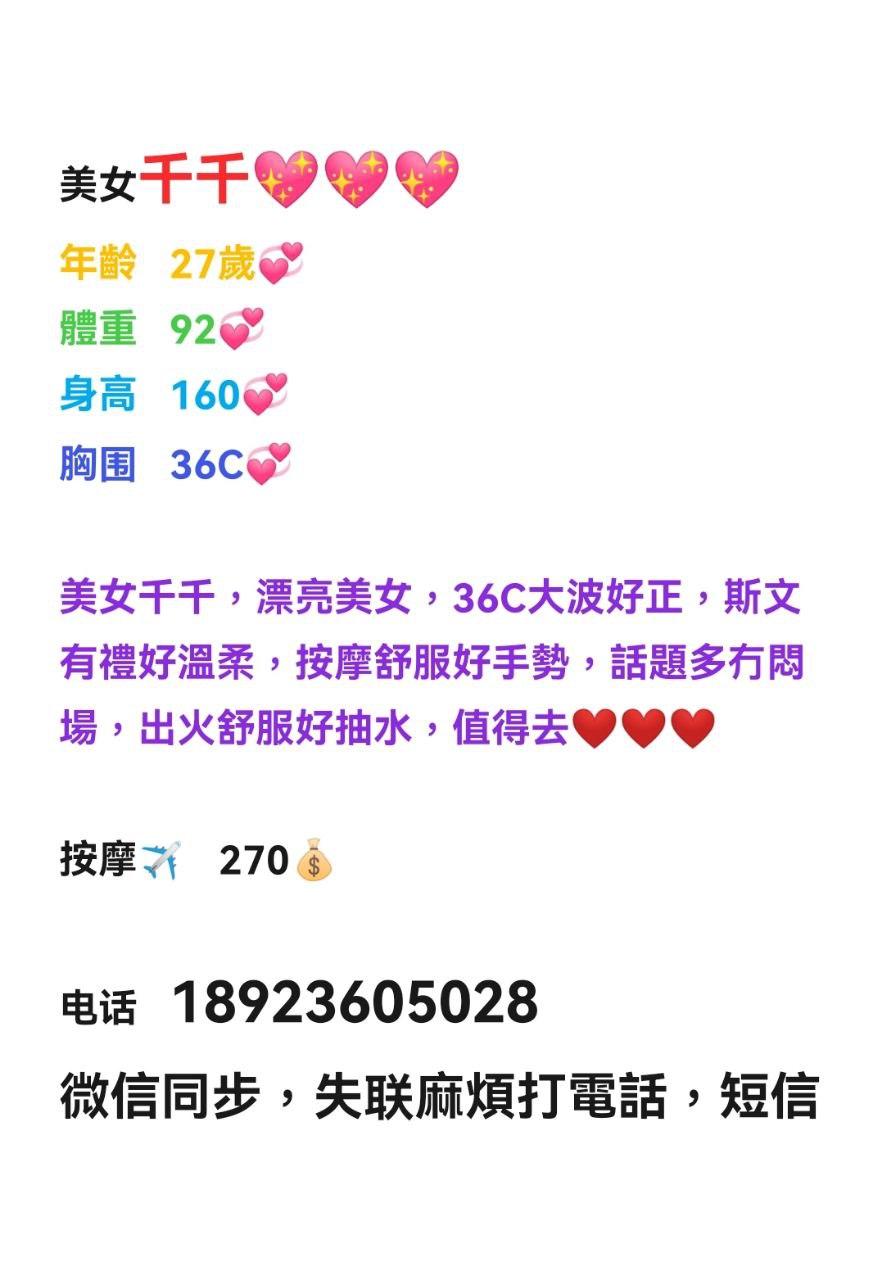 美女千千💖💖💖
年齡 27歲💞
體重 92💞
身高 160💞
胸围 36C💞
美女千千，漂亮美女，36C大波好正，斯文
有禮好溫柔，按摩舒服好手勢，話題多冇悶
場，出火舒服好抽水，值得去❤️❤️❤️
按摩✈️ 270💰
电话 18923605028
微信同步，失联麻煩打電話，短信